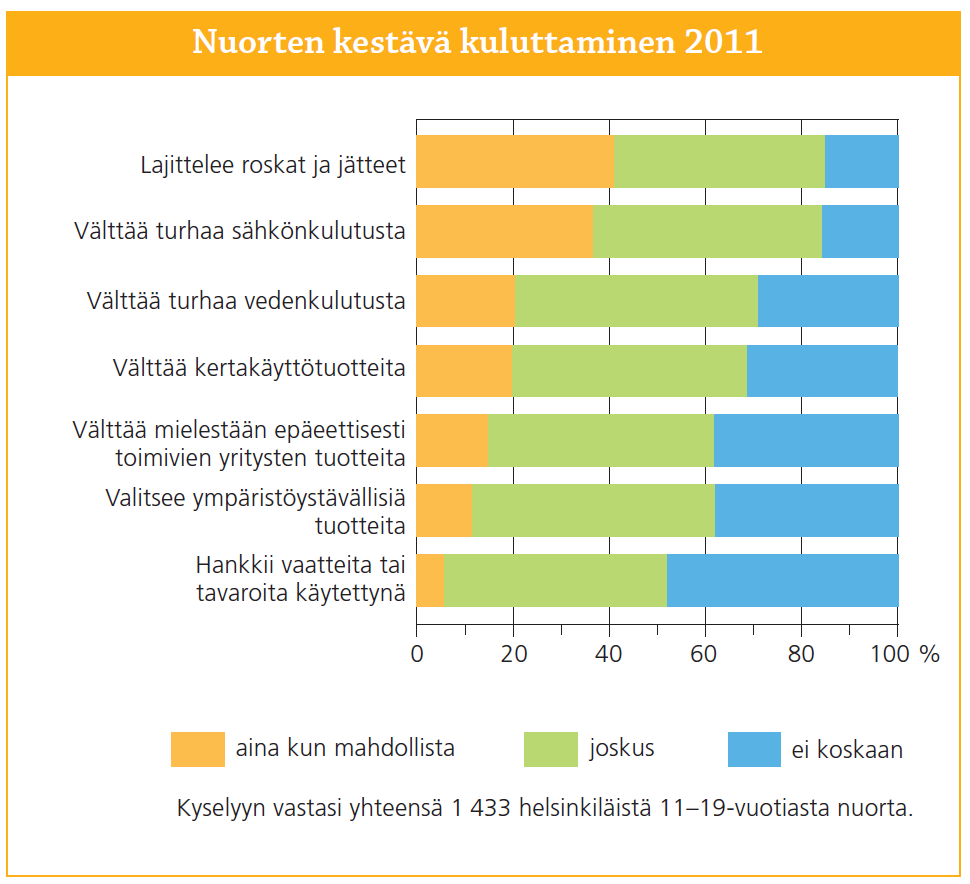 Nuorten kestävä kuluttaminen 2011
Lajittelee roskat ja jätteet
Välttää turhaa sähkönkulutusta
Välttää turhaa vedenkulutusta
Välttää kertakäyttötuotteita
Välttää mielestään epäeettisesti
toimivien yritysten tuotteita
Valitsee ympäristöystävällisiä
tuotteita
Hankkii vaatteita tai
tavaroita käytettynä
0 20 40 60 80 100 %
aina kun mahdollista joskus ei koskaan
Kyselyyn vastasi yhteensä 1 433 helsinkiläistä 11–19-vuotiasta nuorta.